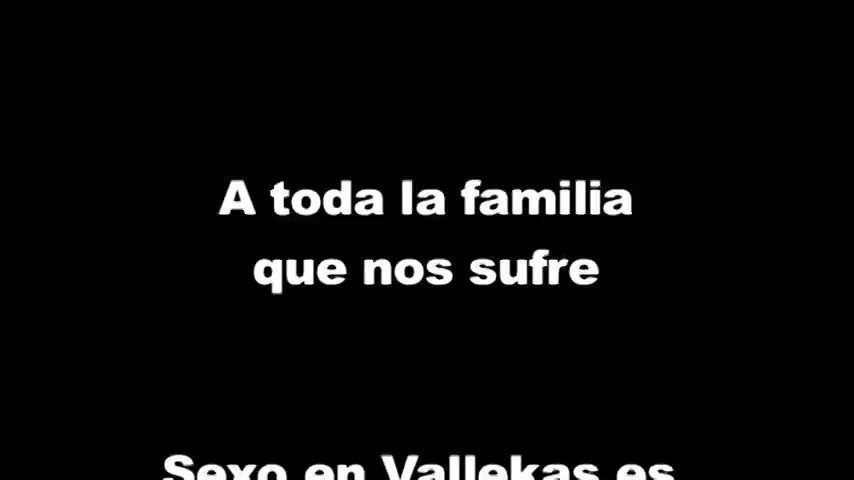 A toda la familia
que nos sufre
Sexo en Vallekas es